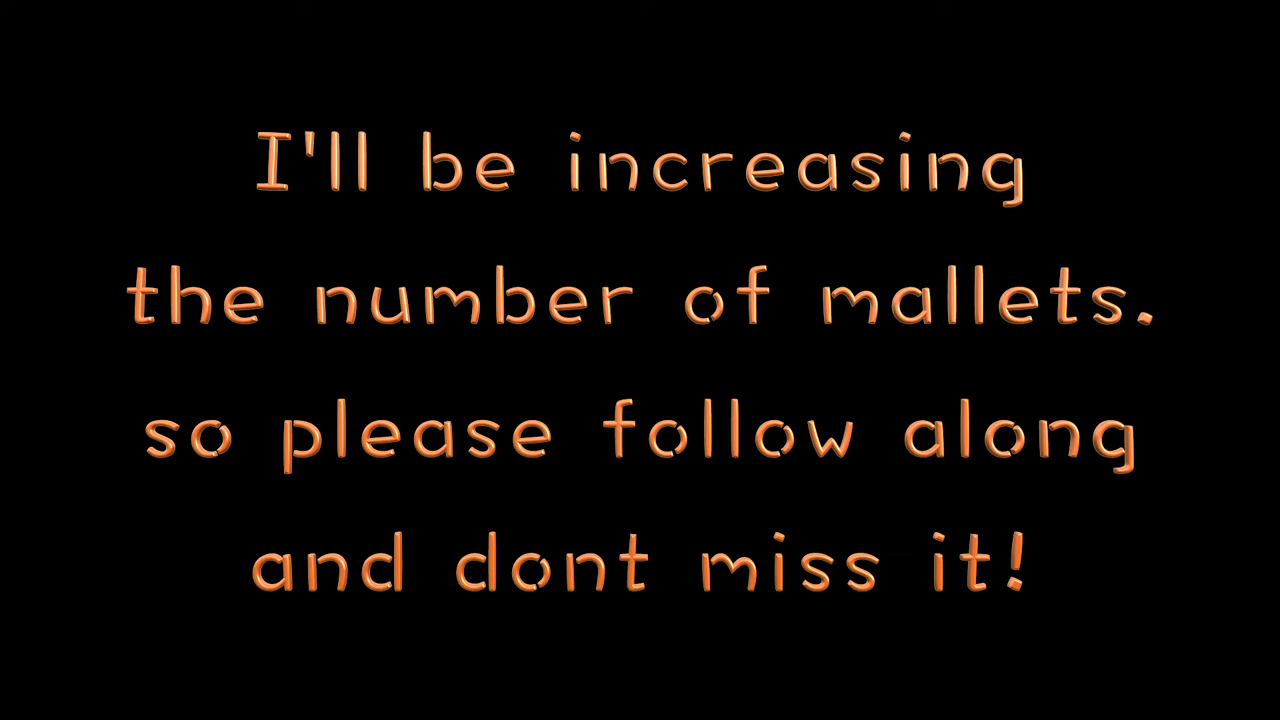 I'll be increasing
the number of mallets.
so please follow along
and dont miss it!